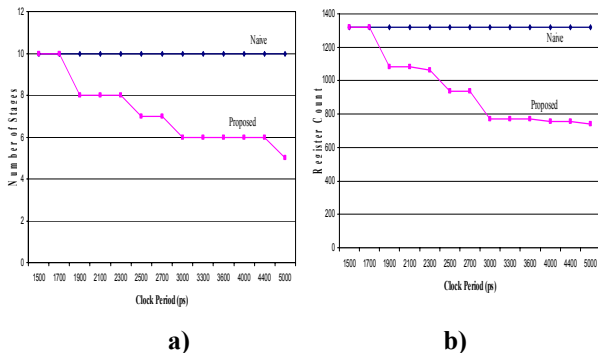 12
10
8
6
4
2
0
Number of Stages
Naive
Proposed
1500 1700 1900 2100 2300 2500 2700 3000 3300 3600 4000 4400 5000
Clock Period (ps)
a)
1400
1200
1000
800
600
400
200
0
Register Count
Naive
Proposed
1500 1700 1900 2100 2300 2500 2700 3000 3300 3600 4000 4400 5000
Clock Period (ps)
b)